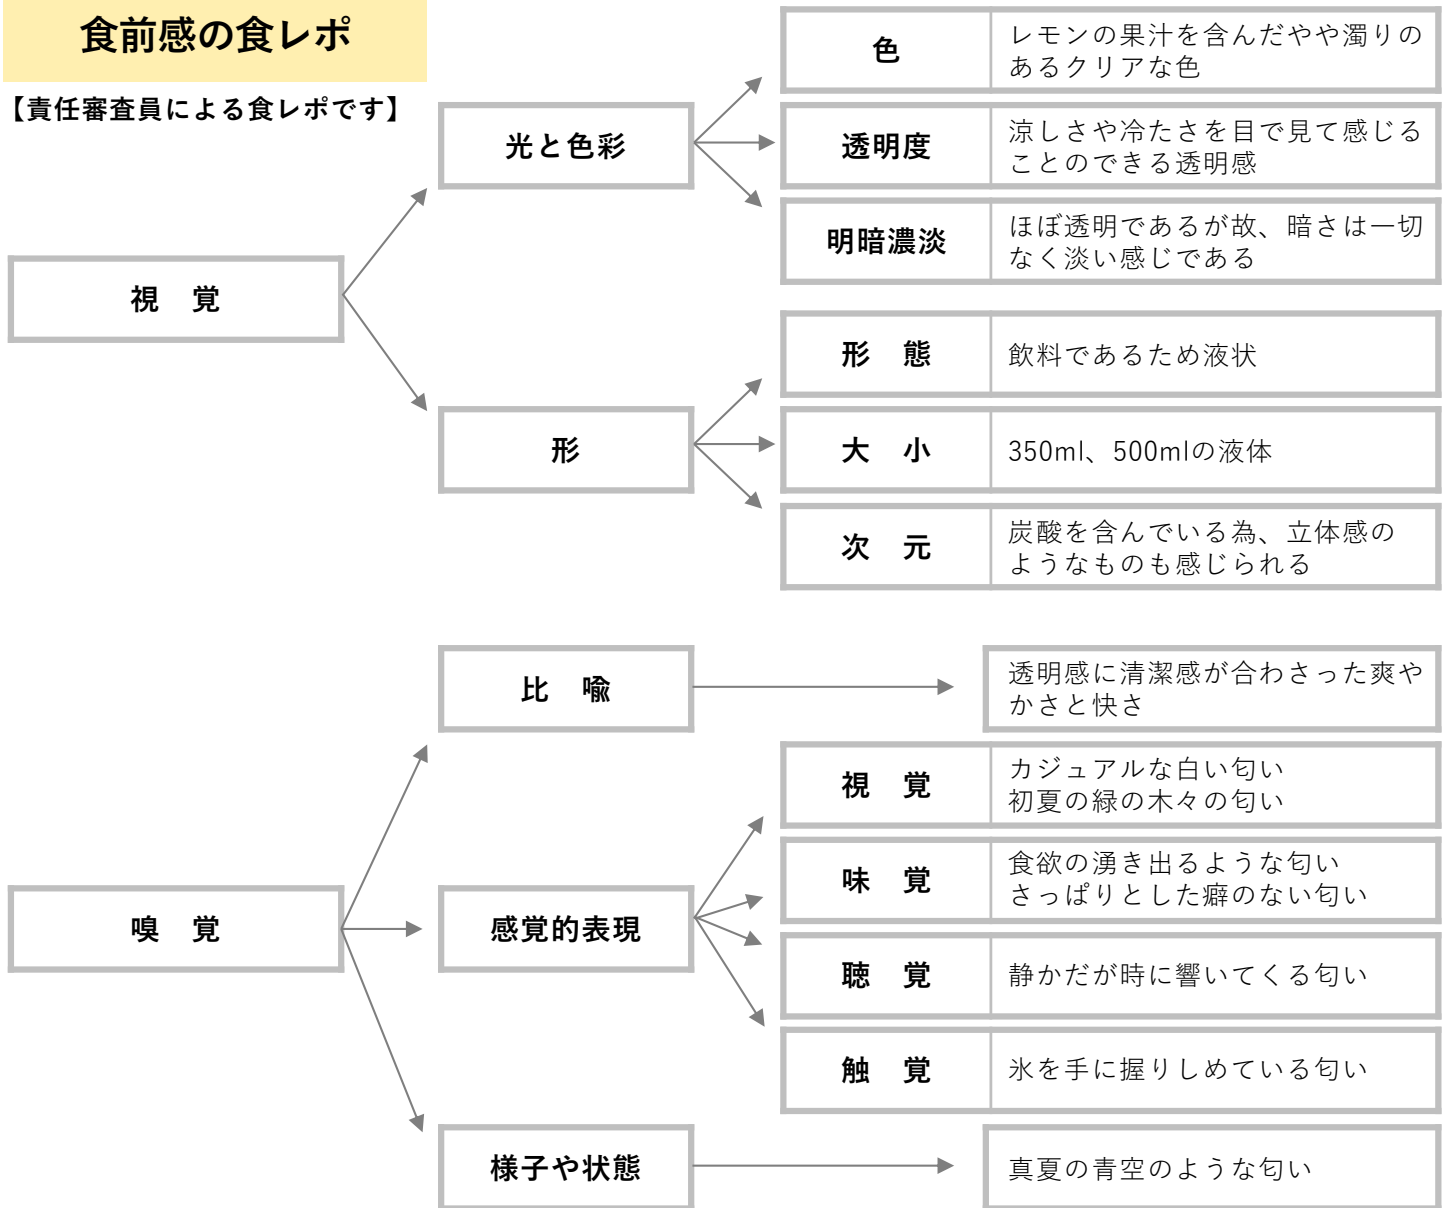 食前感の食レポ
【責任審査員による食レポです】
視　覚
光と色彩
色
レモンの果汁を含んだやや濁りの
あるクリアな色
透明度
涼しさや冷たさを目で見て感じる
ことのできる透明感
明暗濃淡
ほぼ透明であるが故、暗さは一切
なく淡い感じである
形
形　態
飲料であるため液状
大　小
350ml、500mlの液体
次　元
炭酸を含んでいる為、立体感の
ようなものも感じられる
嗅　覚
比　喩
透明感に清潔感が合わさった爽や
かさと快さ
感覚的表現
視　覚
カジュアルな白い匂い
初夏の緑の木々の匂い
味　覚
食欲の湧き出るような匂い
さっぱりとした癖のない匂い
聴　覚
静かだが時に響いてくる匂い
触　覚
氷を手に握りしめている匂い
様子や状態
真夏の青空のような匂い